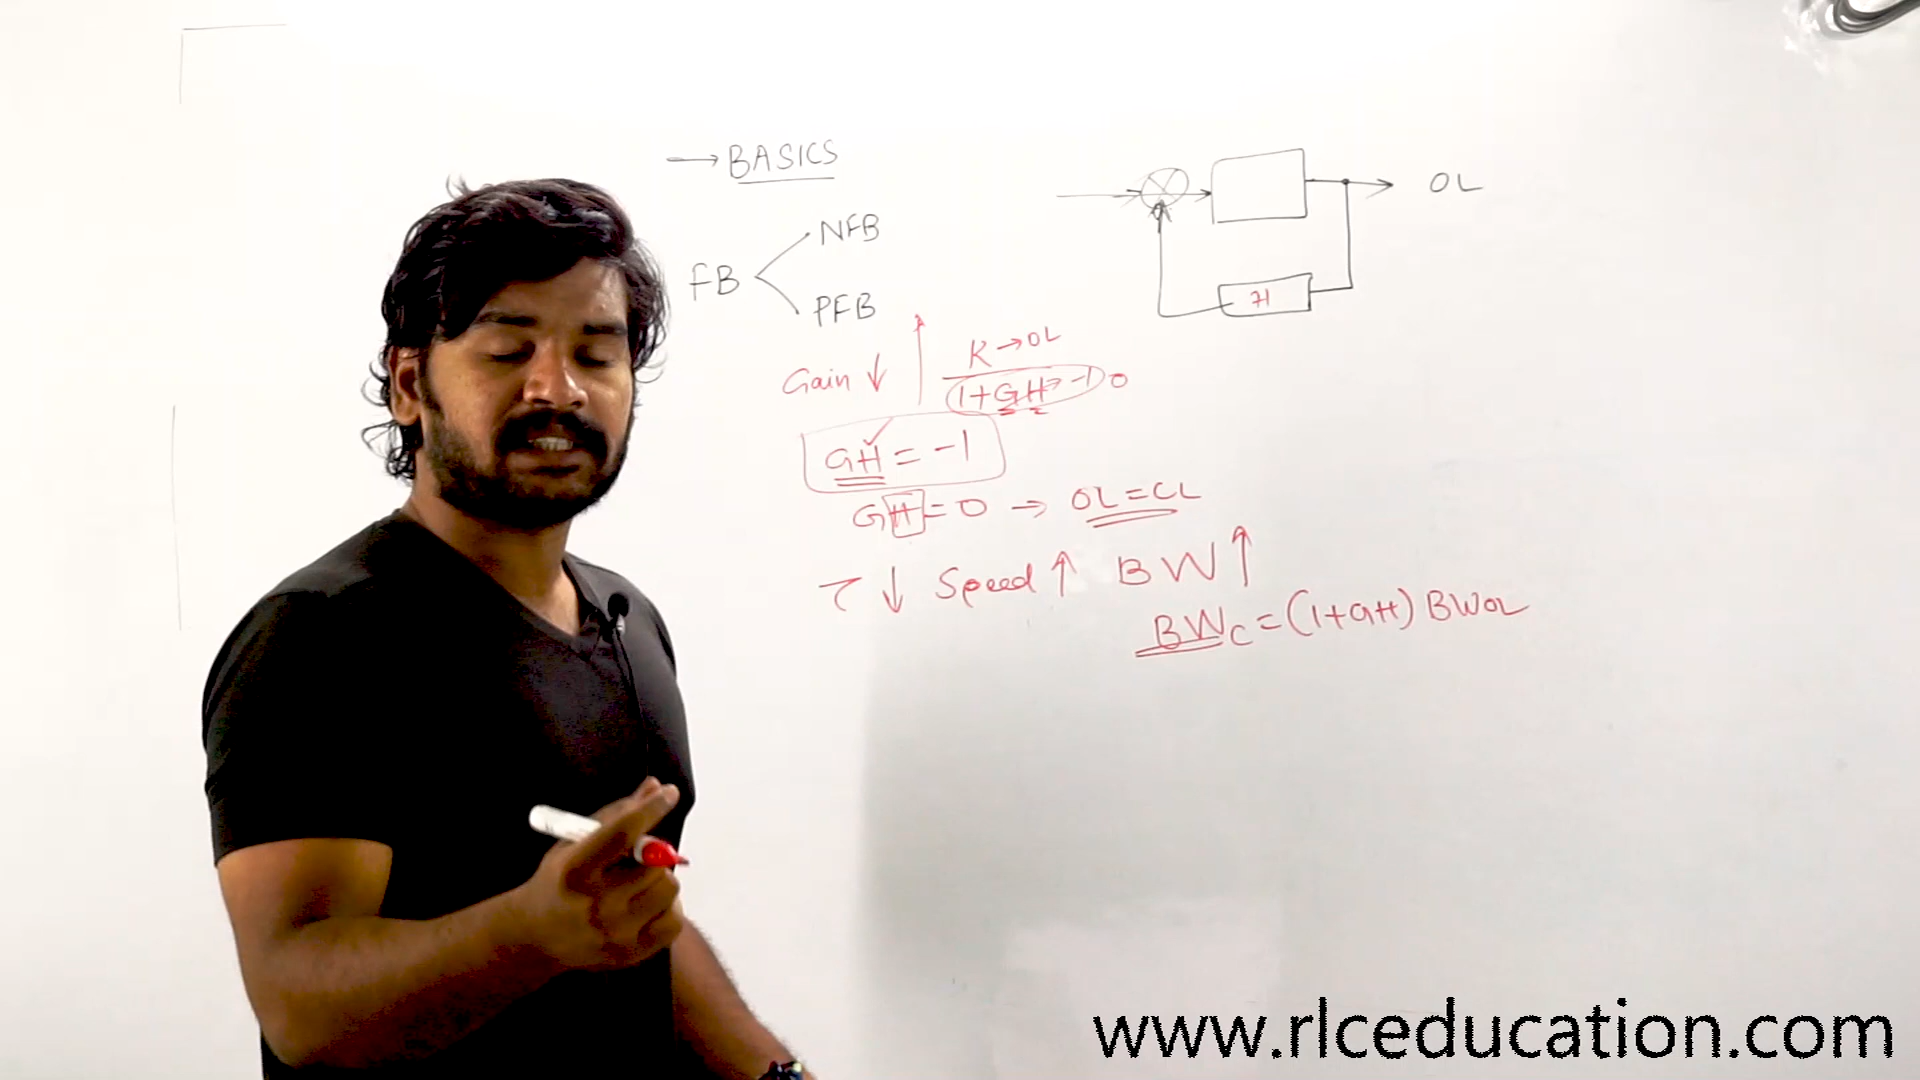 → BASICS
OL
FB
NFB
PFB
H
Gain ↓ ↑
K → OL
1+GH → -1 0
GH = -1
GH = 0 → OL = CL
τ ↓ Speed ↑ BW ↑
BWC = (1+GH) BWOL
www.rlceducation.com